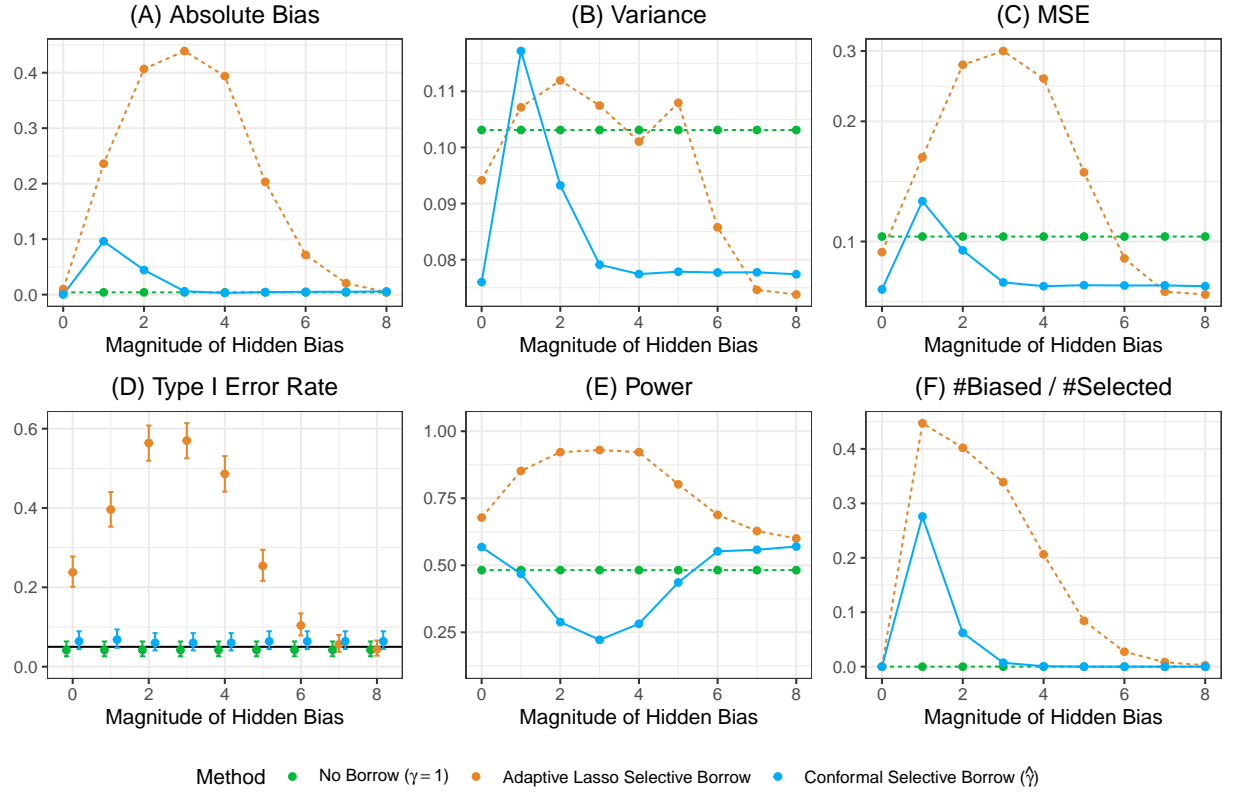 (A) Absolute Bias
(B) Variance
(C) MSE
0.4
0.3
0.2
0.1
0.0
0.11
0.10
0.09
0.08
0.3
0.2
0.1
0 2 4 6 8
0 2 4 6 8
0 2 4 6 8
Magnitude of Hidden Bias
Magnitude of Hidden Bias
Magnitude of Hidden Bias
(D) Type I Error Rate
(E) Power
(F) #Biased / #Selected
0.6
0.4
0.2
0.0
1.00
0.75
0.50
0.25
0.4
0.3
0.2
0.1
0.0
0 2 4 6 8
0 2 4 6 8
0 2 4 6 8
Magnitude of Hidden Bias
Magnitude of Hidden Bias
Magnitude of Hidden Bias
Method No Borrow (γ = 1) Adaptive Lasso Selective Borrow Conformal Selective Borrow (γ̂)